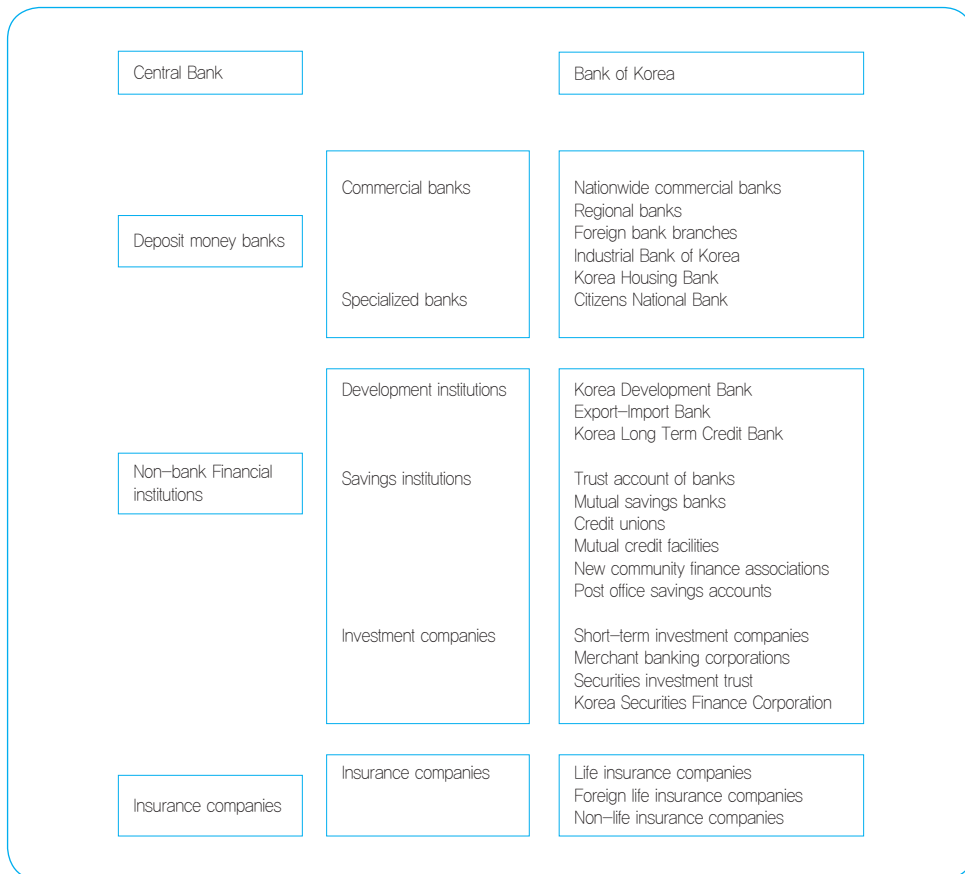 Central Bank
Bank of Korea
Deposit money banks
Commercial banks
Specialized banks
Nationwide commercial banks
Regional banks
Foreign bank branches
Industrial Bank of Korea
Korea Housing Bank
Citizens National Bank
Non-bank Financial
institutions
Development institutions
Korea Development Bank
Export-Import Bank
Korea Long Term Credit Bank
Savings institutions
Trust account of banks
Mutual savings banks
Credit unions
Mutual credit facilities
New community finance associations
Post office savings accounts
Investment companies
Short-term investment companies
Merchant banking corporations
Securities investment trust
Korea Securities Finance Corporation
Insurance companies
Insurance companies
Life insurance companies
Foreign life insurance companies
Non-life insurance companies